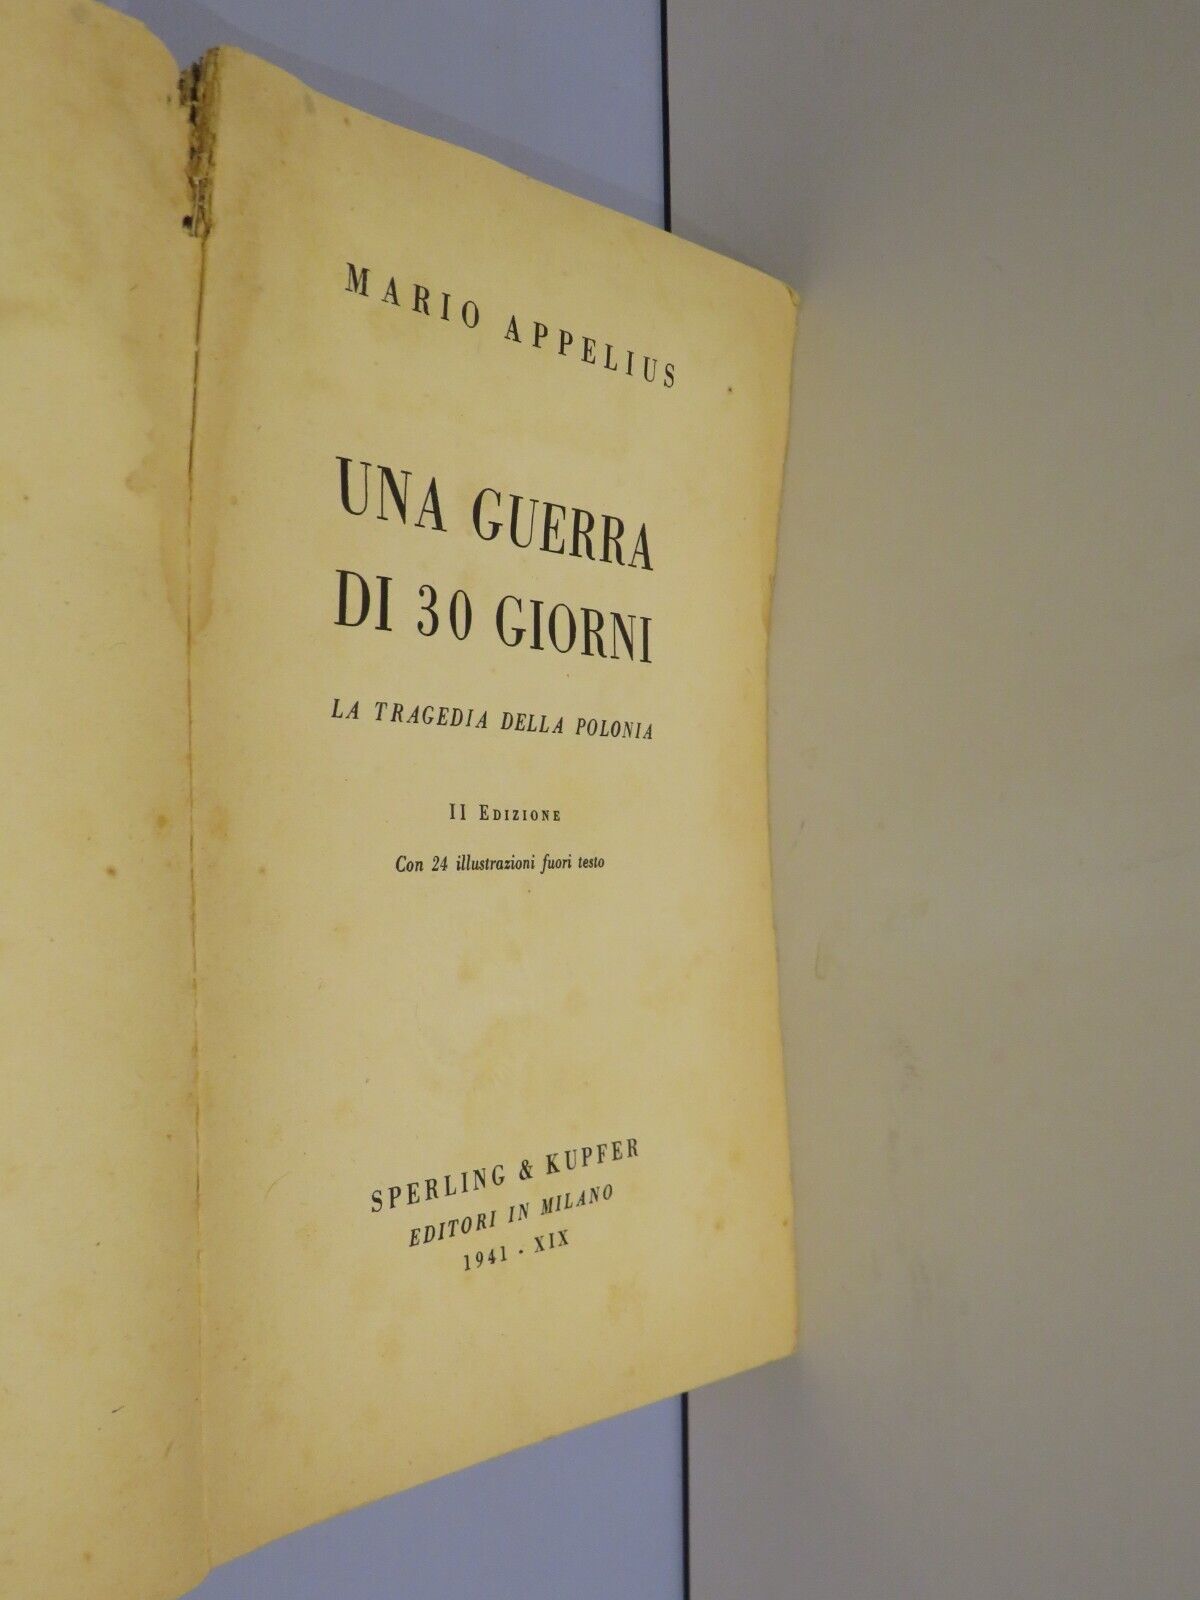 MARIO APPELIUS
UNA GUERRA
DI 30 GIORNI
LA TRAGEDIA DELLA POLONIA
II EDIZIONE
Con 24 illustrazioni fuori testo
SPERLING & KUPFER
EDITORI IN MILANO
1941 - XIX